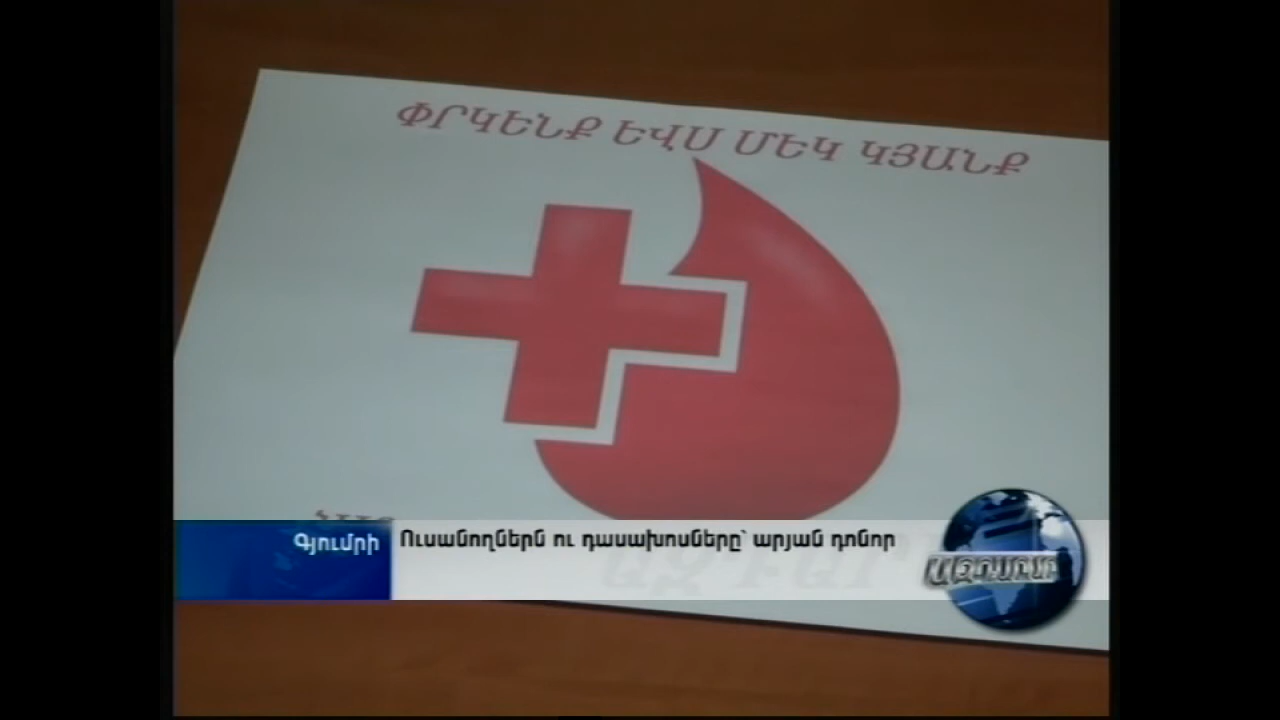 ՓՐԿԵՆՔ ԵՎՍ ՄԵԿ ԿՅԱՆՔ
Գյումրի
Ուսանողներն ու դասախոսները՝ արյան դոնոր